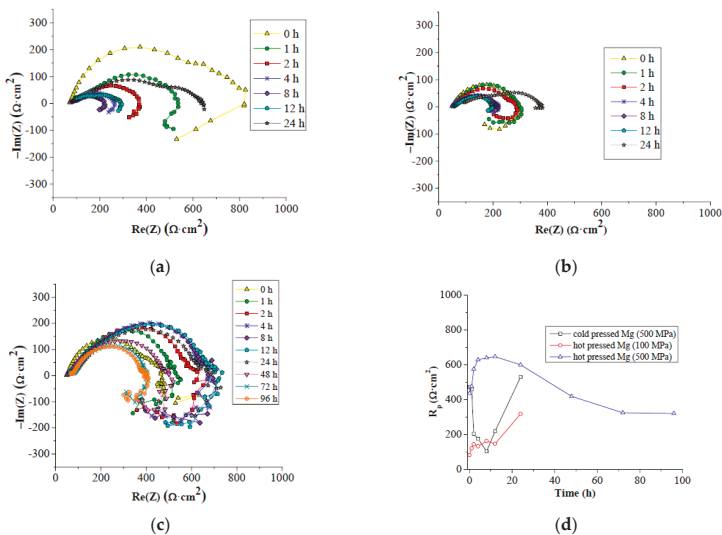 300
200
100
0
-100
-200
-300
−Im(Z) (Ω·cm2)
0 h
1 h
2 h
4 h
8 h
12 h
24 h
0 200 400 600 800 1000
Re(Z) (Ω·cm2)
(a)
300
200
100
0
-100
-200
-300
−Im(Z) (Ω·cm2)
0 h
1 h
2 h
4 h
8 h
12 h
24 h
0 200 400 600 800 1000
Re(Z) (Ω·cm2)
(b)
300
200
100
0
-100
-200
-300
−Im(Z) (Ω·cm2)
0 h
1 h
2 h
4 h
8 h
12 h
24 h
48 h
72 h
96 h
0 200 400 600 800 1000
Re(Z) (Ω·cm2)
(c)
1000
800
600
400
200
0
Rp (Ω·cm2)
cold pressed Mg (500 MPa)
hot pressed Mg (100 MPa)
hot pressed Mg (500 MPa)
0 20 40 60 80 100
Time (h)
(d)